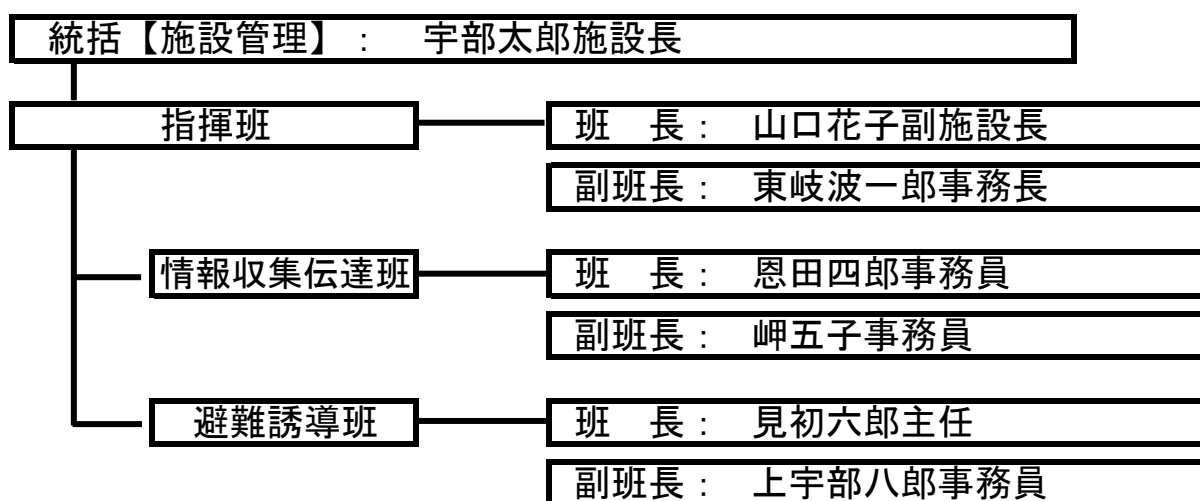 統括【施設管理】： 宇部太郎施設長
指揮班
班　長： 山口花子副施設長
副班長： 東岐波一郎事務長
情報収集伝達班
班　長： 恩田四郎事務員
副班長： 岬五子事務員
避難誘導班
班　長： 見初六郎主任
副班長： 上宇部八郎事務員